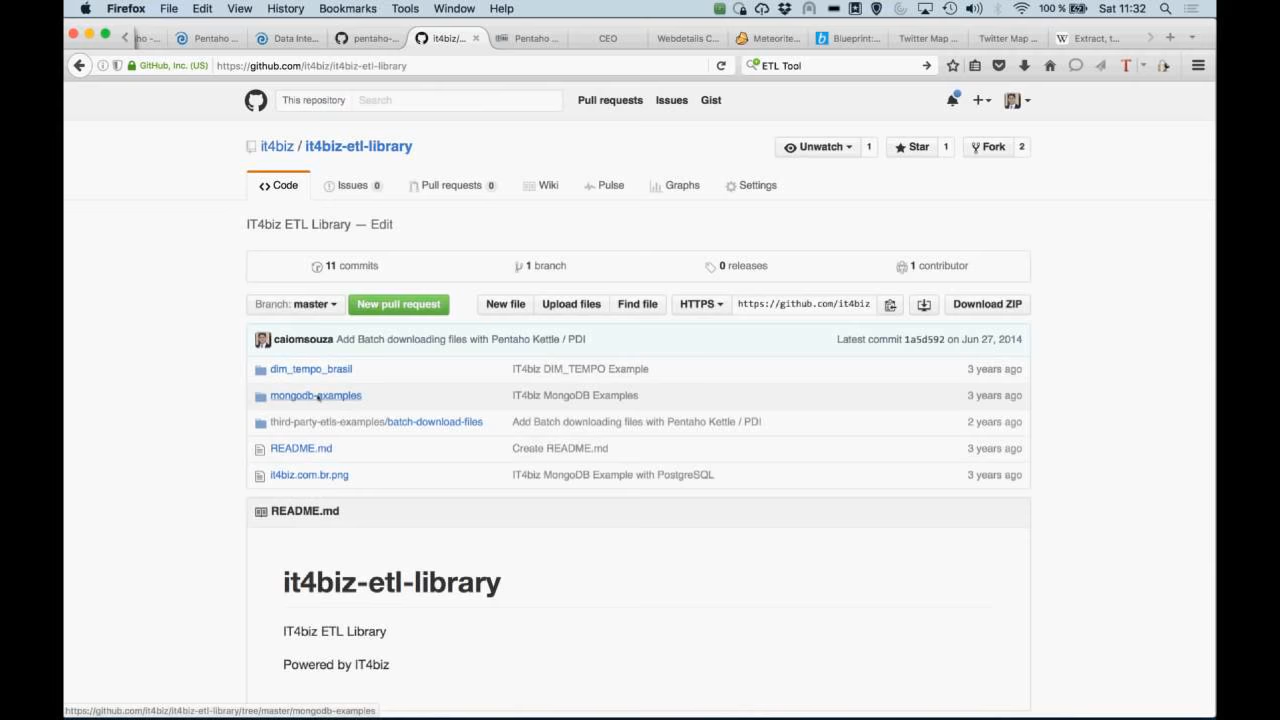 Firefox File Edit View History Bookmarks Tools Window Help 100 % Sat 11:32
ho -... Pentaho ... Data Inte... pentaho-... it4biz/... Pentaho ... CEO Webdetails C... Meteorite... Blueprint:... Twitter Map ... Twitter Map ... W Extract, t...
GitHub, Inc. (US) https://github.com/it4biz/it4biz-etl-library ETL Tool
This repository Search Pull requests Issues Gist
it4biz / it4biz-etl-library Unwatch 1 Star 1 Fork 2
Code Issues 0 Pull requests 0 Wiki Pulse Graphs Settings
IT4biz ETL Library — Edit
11 commits 1 branch 0 releases 1 contributor
Branch: master New pull request New file Upload files Find file HTTPS https://github.com/it4biz Download ZIP
caiomsouza Add Batch downloading files with Pentaho Kettle / PDI Latest commit 1a5d592 on Jun 27, 2014
dim_tempo_brasil IT4biz DIM_TEMPO Example 3 years ago
mongodb-examples IT4biz MongoDB Examples 3 years ago
third-party-etls-examples/batch-download-files Add Batch downloading files with Pentaho Kettle / PDI 2 years ago
README.md Create README.md 3 years ago
it4biz.com.br.png IT4biz MongoDB Example with PostgreSQL 3 years ago
README.md
it4biz-etl-library
IT4biz ETL Library
Powered by IT4biz
https://github.com/it4biz/it4biz-etl-library/tree/master/mongodb-examples